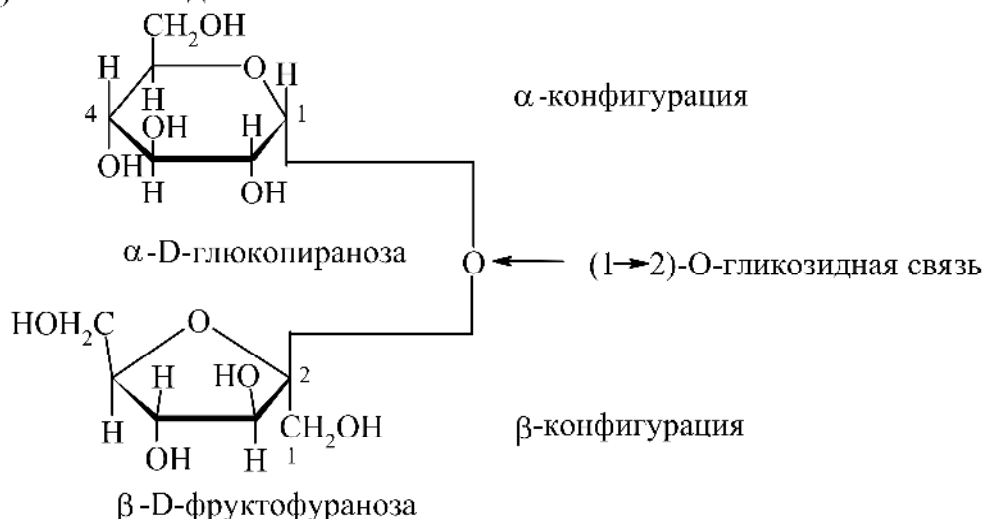 CH₂OH
H O H
4 H OH H 1
OH H OH
α-конфигурация
α-D-глюкопираноза
O (1→2)-O-гликозидная связь
HOH₂C O
H HO 2
H OH H CH₂OH
1
β-конфигурация
β-D-фруктофураноза